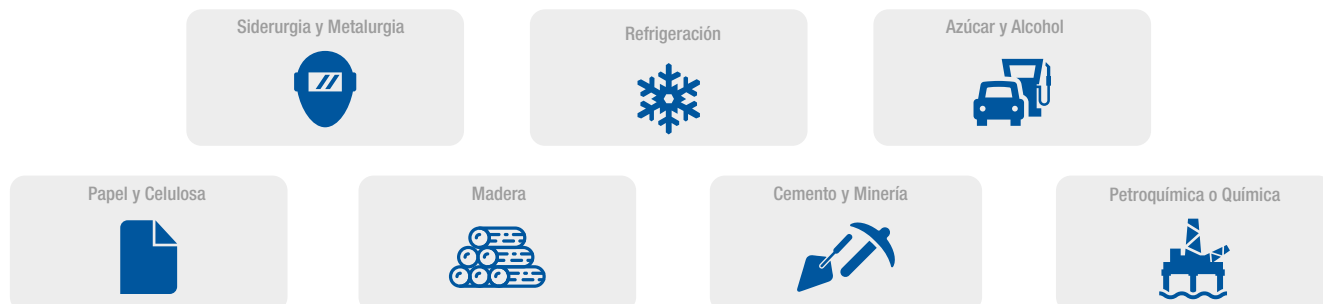 Siderurgia y Metalurgia
Refrigeración
Azúcar y Alcohol
Papel y Celulosa
Madera
Cemento y Minería
Petroquímica o Química